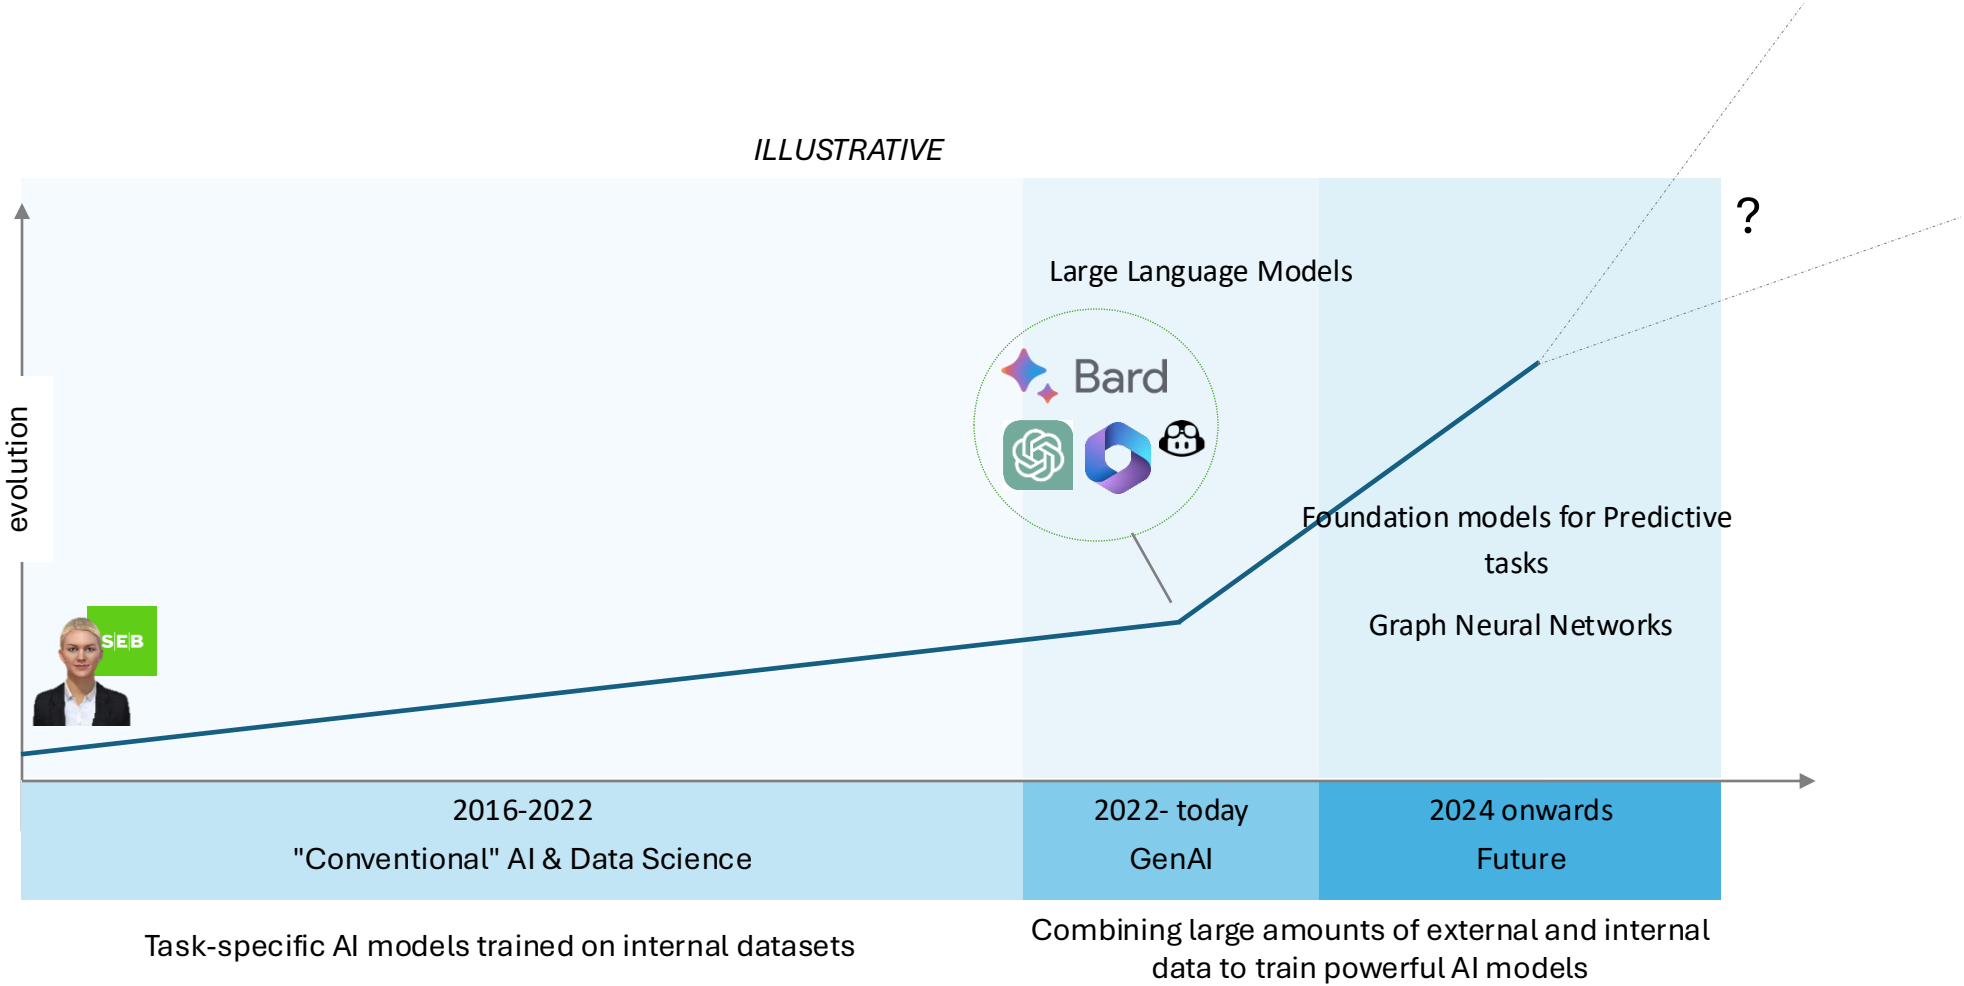 ILLUSTRATIVE
?
Large Language Models
Bard
evolution
Foundation models for Predictive
tasks
SEB
Graph Neural Networks
2016-2022
"Conventional" AI & Data Science
2022- today
GenAI
2024 onwards
Future
Task-specific AI models trained on internal datasets
Combining large amounts of external and internal
data to train powerful AI models